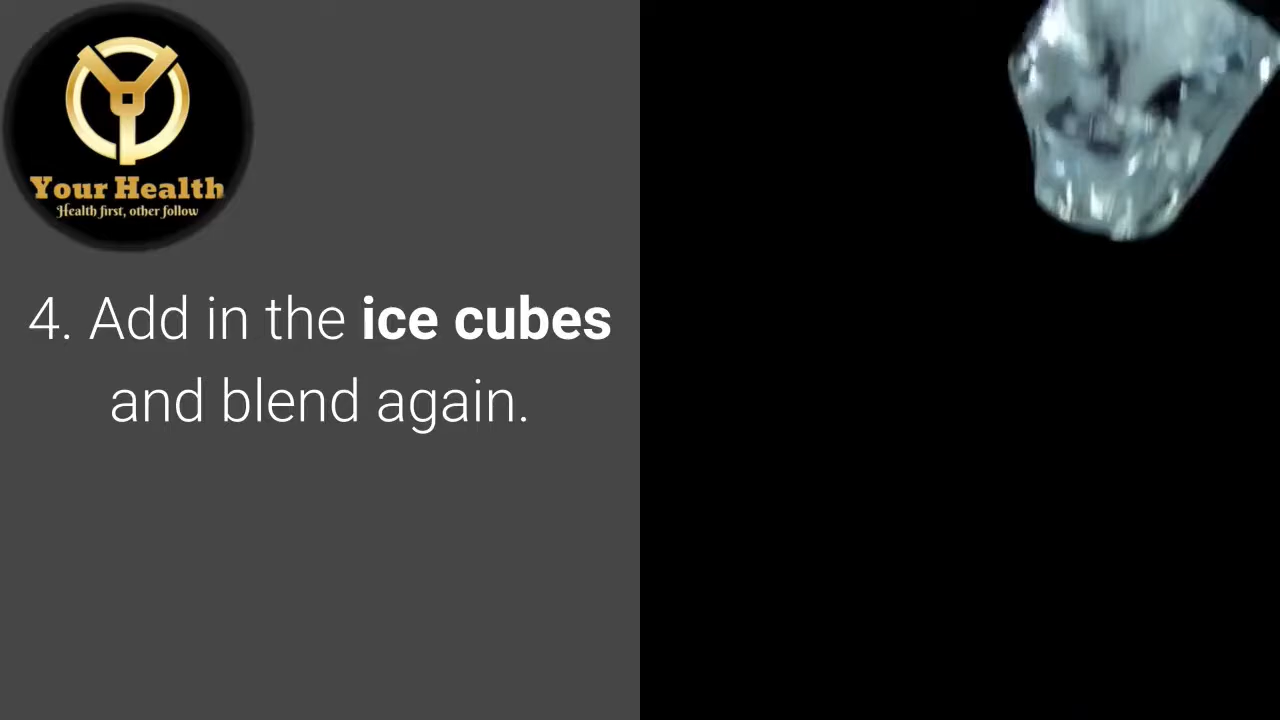 Your Health
Health first, other follow
4. Add in the ice cubes
and blend again.